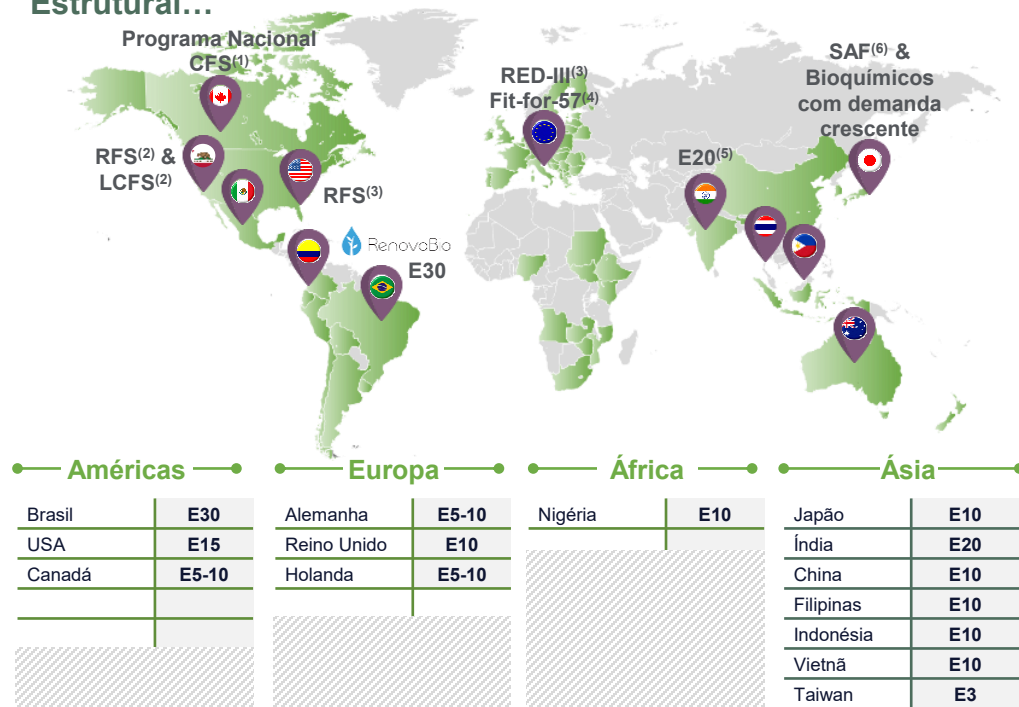 Estrutural...
Programa Nacional
CFS(1)
RFS(2) &
LCFS(2)
RFS(3)
RenovaBio
E30
RED-III(3)
Fit-for-57(4)
E20(5)
SAF(6) &
Bioquímicos
com demanda
crescente
Américas
Brasil E30
USA E15
Canadá E5-10
Europa
Alemanha E5-10
Reino Unido E10
Holanda E5-10
África
Nigéria E10
Ásia
Japão E10
Índia E20
China E10
Filipinas E10
Indonésia E10
Vietnã E10
Taiwan E3